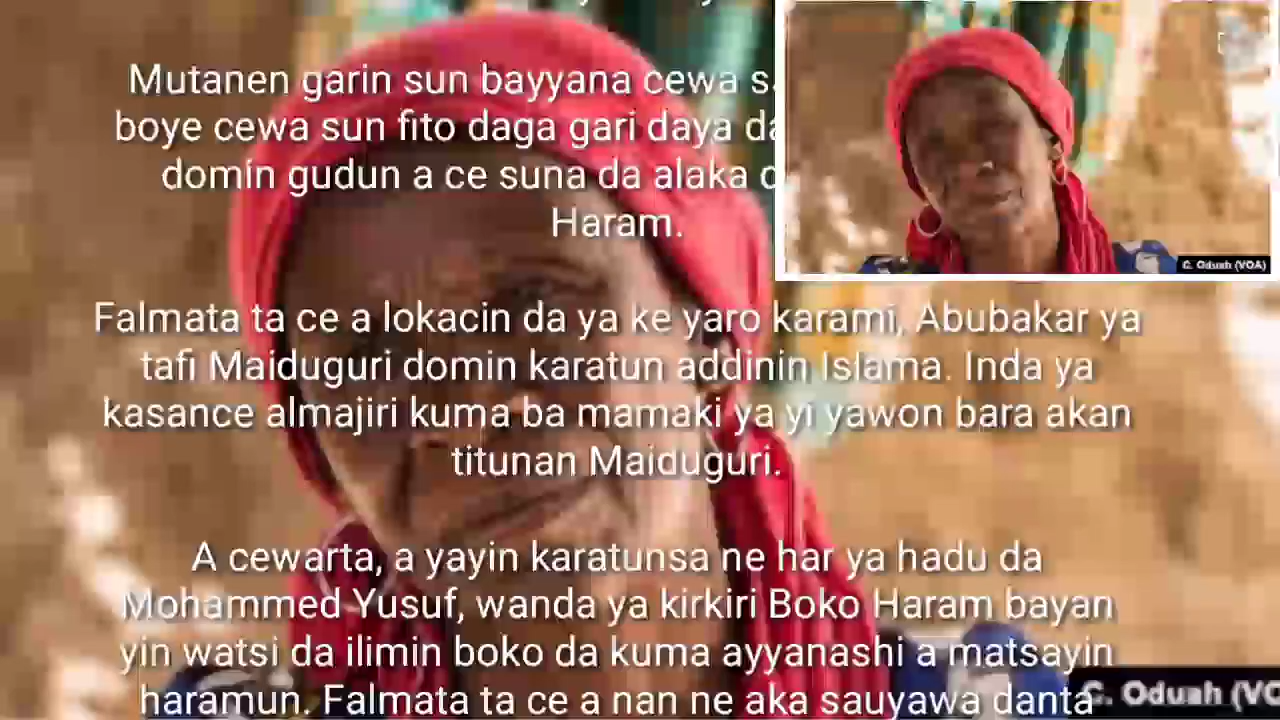 Mutanen garin sun bayyana cewa
boye cewa sun fito daga gari daya
domin gudun a ce suna da alaka
Haram.
Falmata ta ce a lokacin da ya ke yaro karami, Abubakar ya
tafi Maiduguri domin karatun addinin Islama. Inda ya
kasance almajiri kuma ba mamaki ya yi yawon bara akan
titunan Maiduguri.
A cewarta, a yayin karatunsa ne har ya hadu da
Mohammed Yusuf, wanda ya kirkiri Boko Haram bayan
yin watsi da ilimin boko da kuma ayyanashi a matsayin
haramun. Falmata ta ce a nan ne aka sauyawa danta
C. Oduah (VOA)
C. Oduah (VO